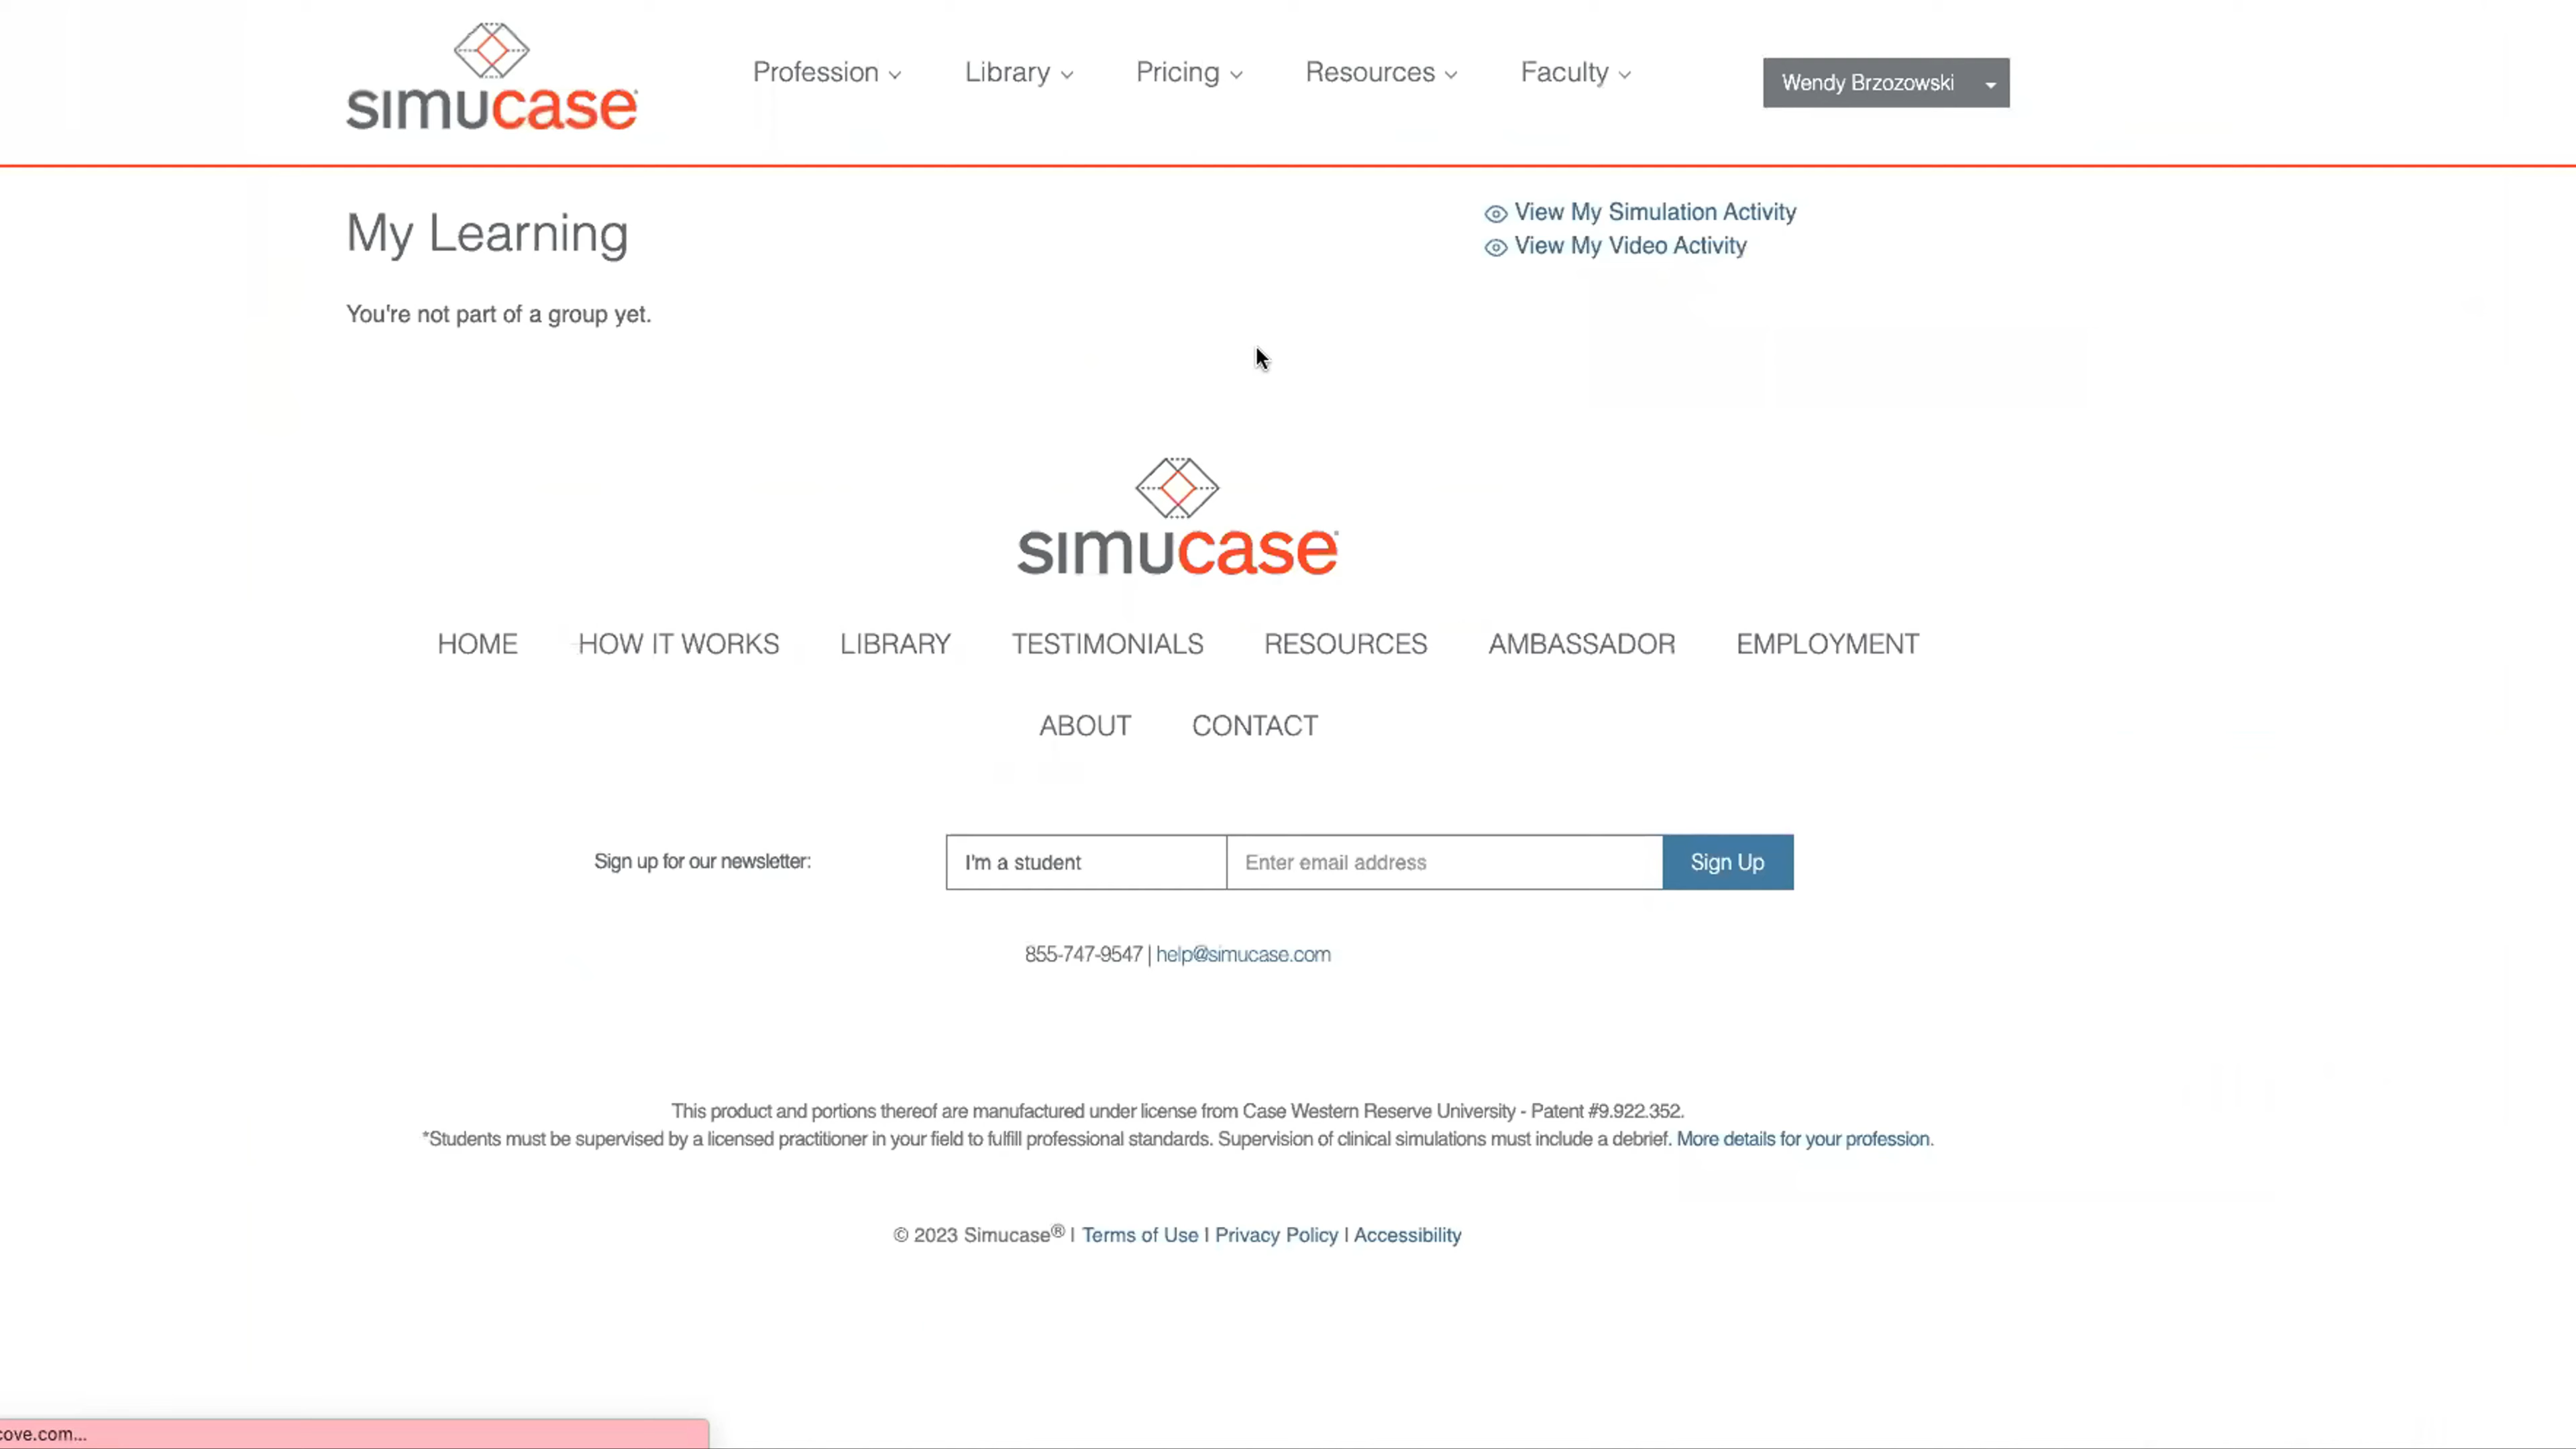 simucase
Profession Library Pricing Resources Faculty Wendy Brzozowski
My Learning
View My Simulation Activity
View My Video Activity
You're not part of a group yet.
simucase
HOME HOW IT WORKS LIBRARY TESTIMONIALS RESOURCES AMBASSADOR EMPLOYMENT
ABOUT CONTACT
Sign up for our newsletter: I'm a student Enter email address Sign Up
855-747-9547 | help@simucase.com
This product and portions thereof are manufactured under license from Case Western Reserve University - Patent #9.922.352.
*Students must be supervised by a licensed practitioner in your field to fulfill professional standards. Supervision of clinical simulations must include a debrief. More details for your profession.
© 2023 Simucase® | Terms of Use | Privacy Policy | Accessibility
cove.com...